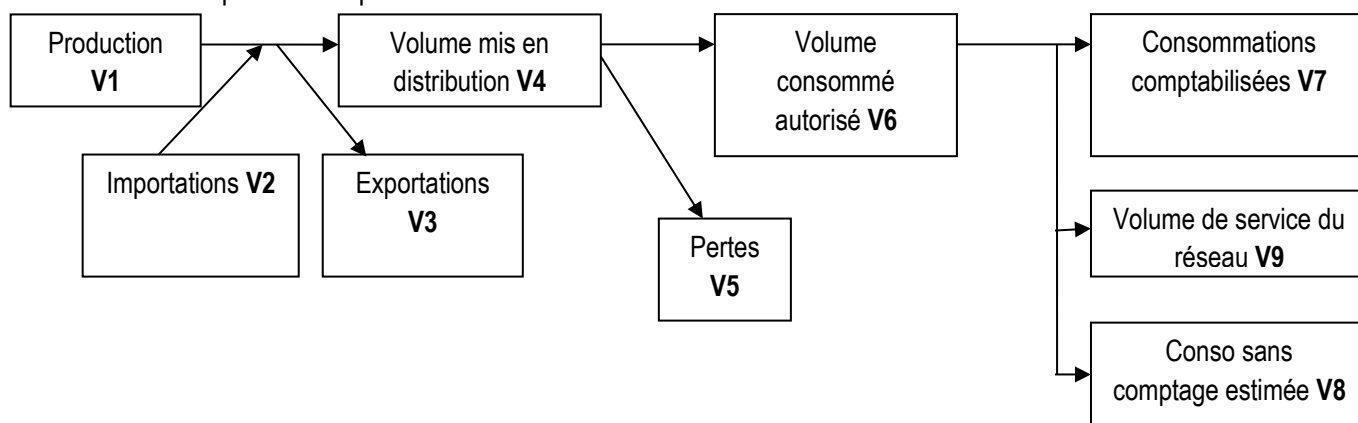 Production
V1
Volume mis en
distribution V4
Volume
consommé
autorisé V6
Consommations
comptabilisées V7
Importations V2
Exportations
V3
Pertes
V5
Volume de service du
réseau V9
Conso sans
comptage estimée V8